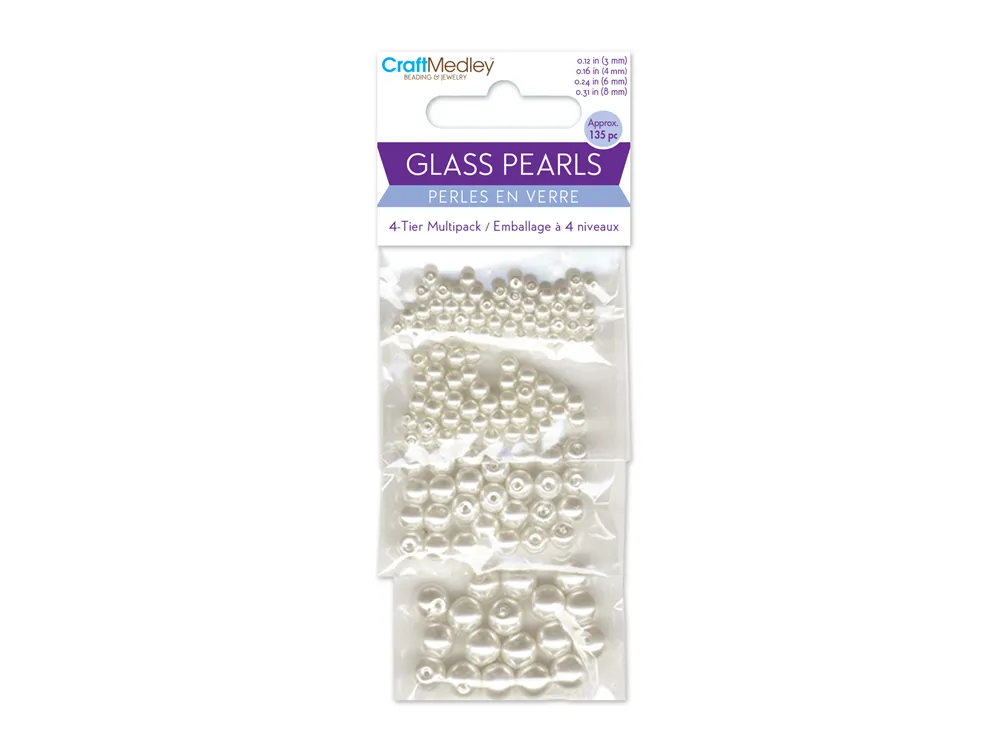 CraftMedley™
BEADING & JEWELRY
0.12 in (3 mm)
0.16 in (4 mm)
0.24 in (6 mm)
0.31 in (8 mm)
Approx.
135 pc
GLASS PEARLS
PERLES EN VERRE
4-Tier Multipack / Emballage à 4 niveaux